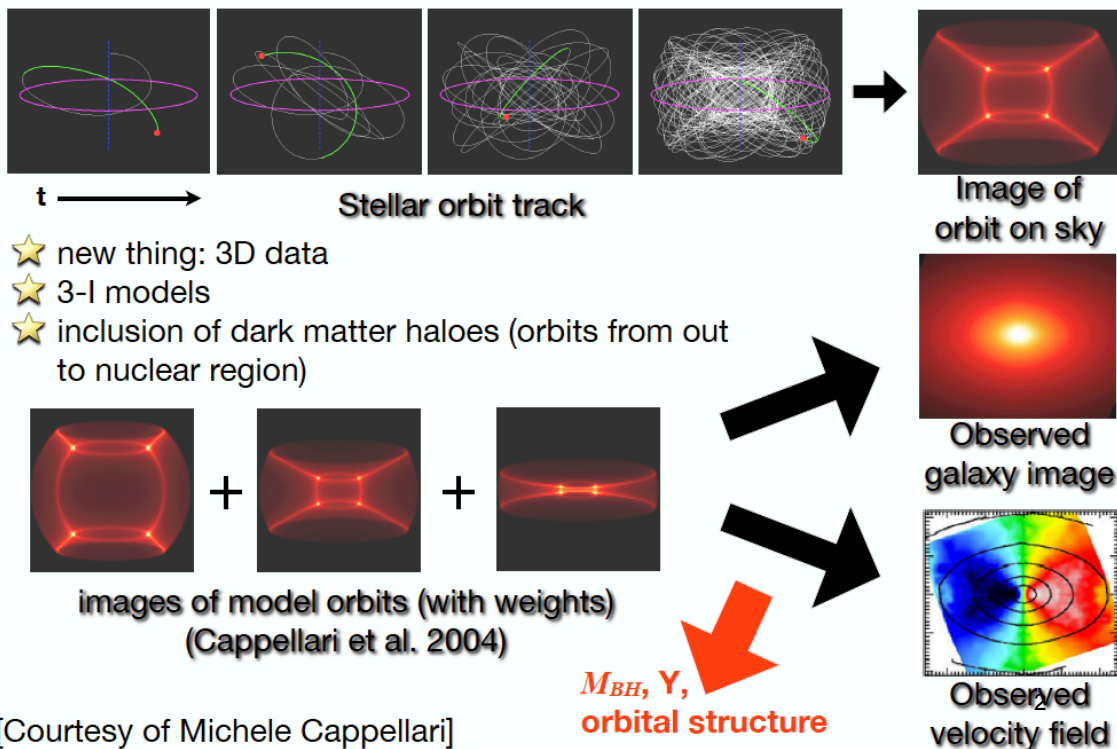 t
Stellar orbit track
Image of
orbit on sky
new thing: 3D data
3-I models
inclusion of dark matter haloes (orbits from out
to nuclear region)
Observed
galaxy image
+
+
images of model orbits (with weights)
(Cappellari et al. 2004)
M_BH, Υ,
orbital structure
Observed
velocity field
2
[Courtesy of Michele Cappellari]